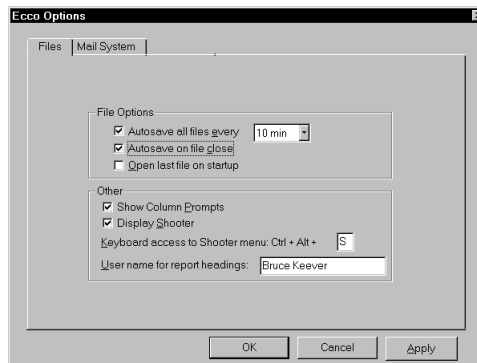 Ecco Options
Files Mail System
File Options
Autosave all files every 10 min
Autosave on file close
Open last file on startup
Other
Show Column Prompts
Display Shooter
Keyboard access to Shooter menu: Ctrl + Alt + S
User name for report headings: Bruce Keever
OK Cancel Apply